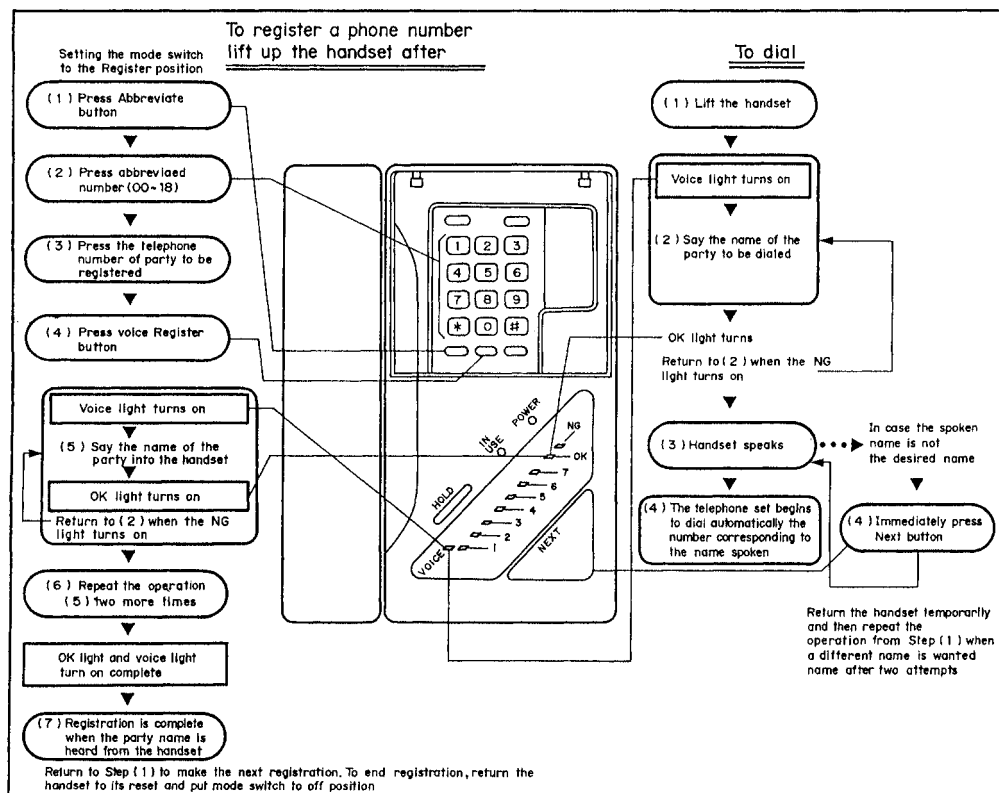 To register a phone number
lift up the handset after
Setting the mode switch
to the Register position
(1) Press Abbreviate
button
(2) Press abbreviaed
number (00~18)
(3) Press the telephone
number of party to be
registered
(4) Press voice Register
button
Voice light turns on
(5) Say the name of the
party into the handset
OK light turns on
Return to (2) when the NG
light turns on
(6) Repeat the operation
(5) two more times
OK light and voice light
turn on complete
(7) Registration is complete
when the party name is
heard from the handset
Return to Step (1) to make the next registration. To end registration, return the
handset to its reset and put mode switch to off position
1 2 3
4 5 6
7 8 9
* 0 #
POWER
IN
USE
HOLD
VOICE
NG
OK
7
6
5
4
3
2
1
NEXT
To dial
(1) Lift the handset
Voice light turns on
(2) Say the name of the
party to be dialed
OK light turns
Return to (2) when the NG
light turns on
(3) Handset speaks
In case the spoken
name is not
the desired name
(4) The telephone set begins
to dial automatically the
number corresponding to
the name spoken
(4) Immediately press
Next button
Return the handset temporarily
and then repeat the
operation from Step (1) when
a different name is wanted
name after two attempts